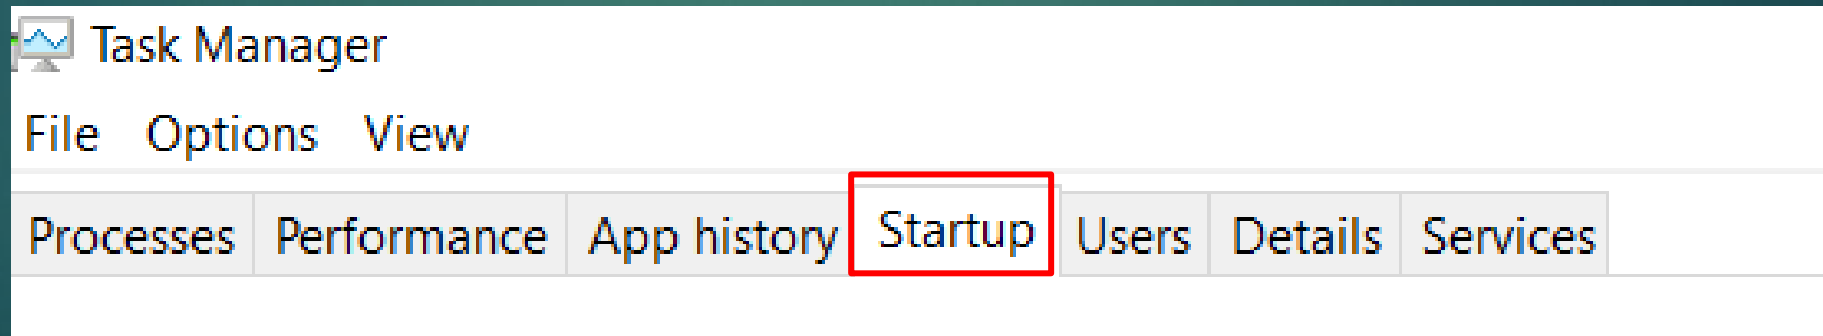 Task Manager
File Options View
Processes Performance App history Startup Users Details Services